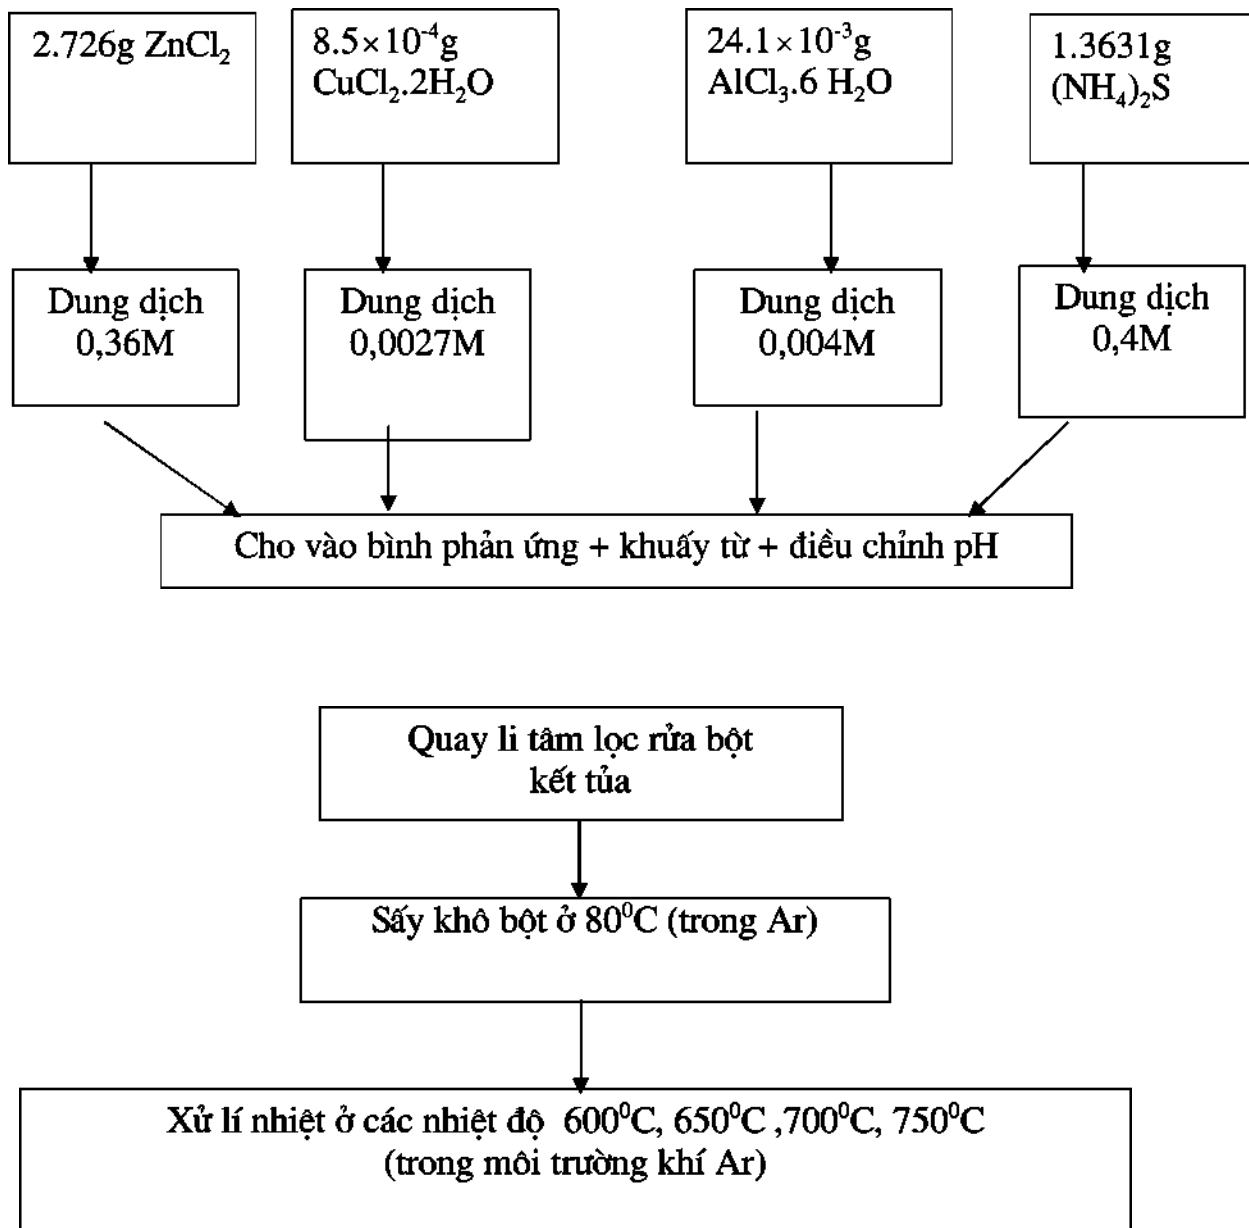 2.726g ZnCl₂
8.5×10⁻⁴g
CuCl₂.2H₂O
24.1×10⁻³g
AlCl₃.6 H₂O
1.3631g
(NH₄)₂S
Dung dịch
0,36M
Dung dịch
0,0027M
Dung dịch
0,004M
Dung dịch
0,4M
Cho vào bình phản ứng + khuấy từ + điều chỉnh pH
Quay li tâm lọc rửa bột
kết tủa
Sấy khô bột ở 80⁰C (trong Ar)
Xử lí nhiệt ở các nhiệt độ 600⁰C, 650⁰C ,700⁰C, 750⁰C
(trong môi trường khí Ar)